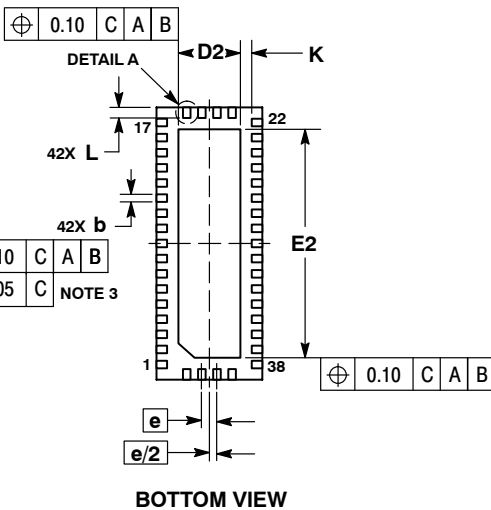 ⌖ 0.10 C A B
D2
K
DETAIL A
17
22
42X L
42X b
E2
10 C A B
05 C NOTE 3
1
38
⌖ 0.10 C A B
e
e/2
BOTTOM VIEW